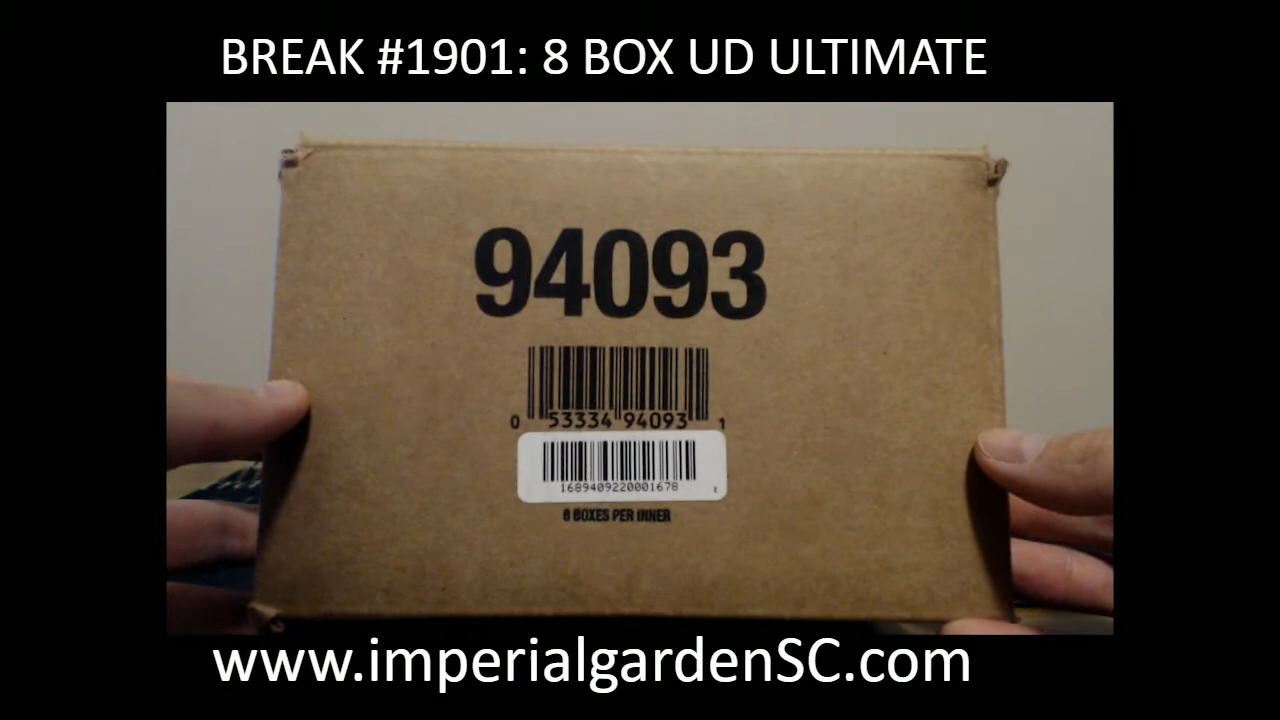 BREAK #1901: 8 BOX UD ULTIMATE
94093
0 53334 94093 1
1689409220001678
8 BOXES PER INNER
www.imperialgardenSC.com